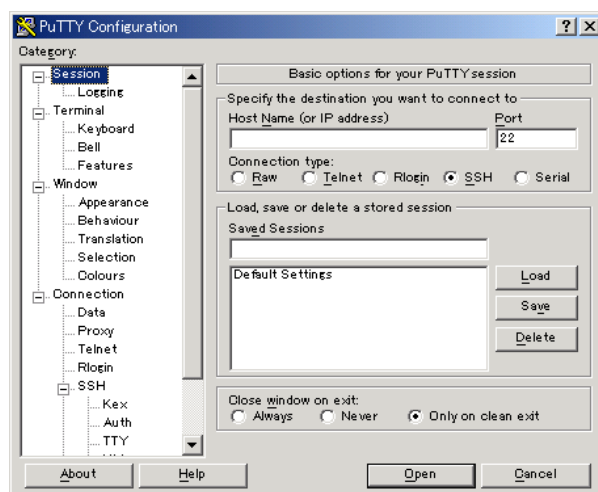 PuTTY Configuration
Category:
Session
Logging
Terminal
Keyboard
Bell
Features
Window
Appearance
Behaviour
Translation
Selection
Colours
Connection
Data
Proxy
Telnet
Rlogin
SSH
Kex
Auth
TTY
Basic options for your PuTTY session
Specify the destination you want to connect to
Host Name (or IP address) Port
22
Connection type:
Raw Telnet Rlogin SSH Serial
Load, save or delete a stored session
Saved Sessions
Default Settings
Load
Save
Delete
Close window on exit:
Always Never Only on clean exit
About Help Open Cancel